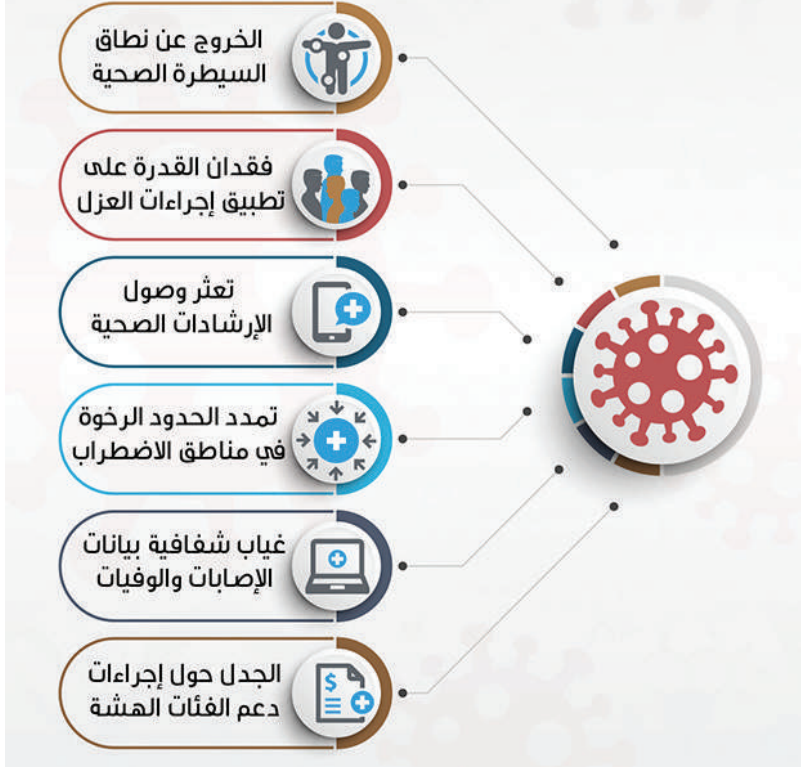 الخروج عن نطاق
السيطرة الصحية
فقدان القدرة على
تطبيق إجراءات العزل
تعثر وصول
الإرشادات الصحية
تمدد الحدود الرخوة
في مناطق الاضطراب
غياب شفافية بيانات
الإصابات والوفيات
الجدل حول إجراءات
دعم الفئات الهشة
$